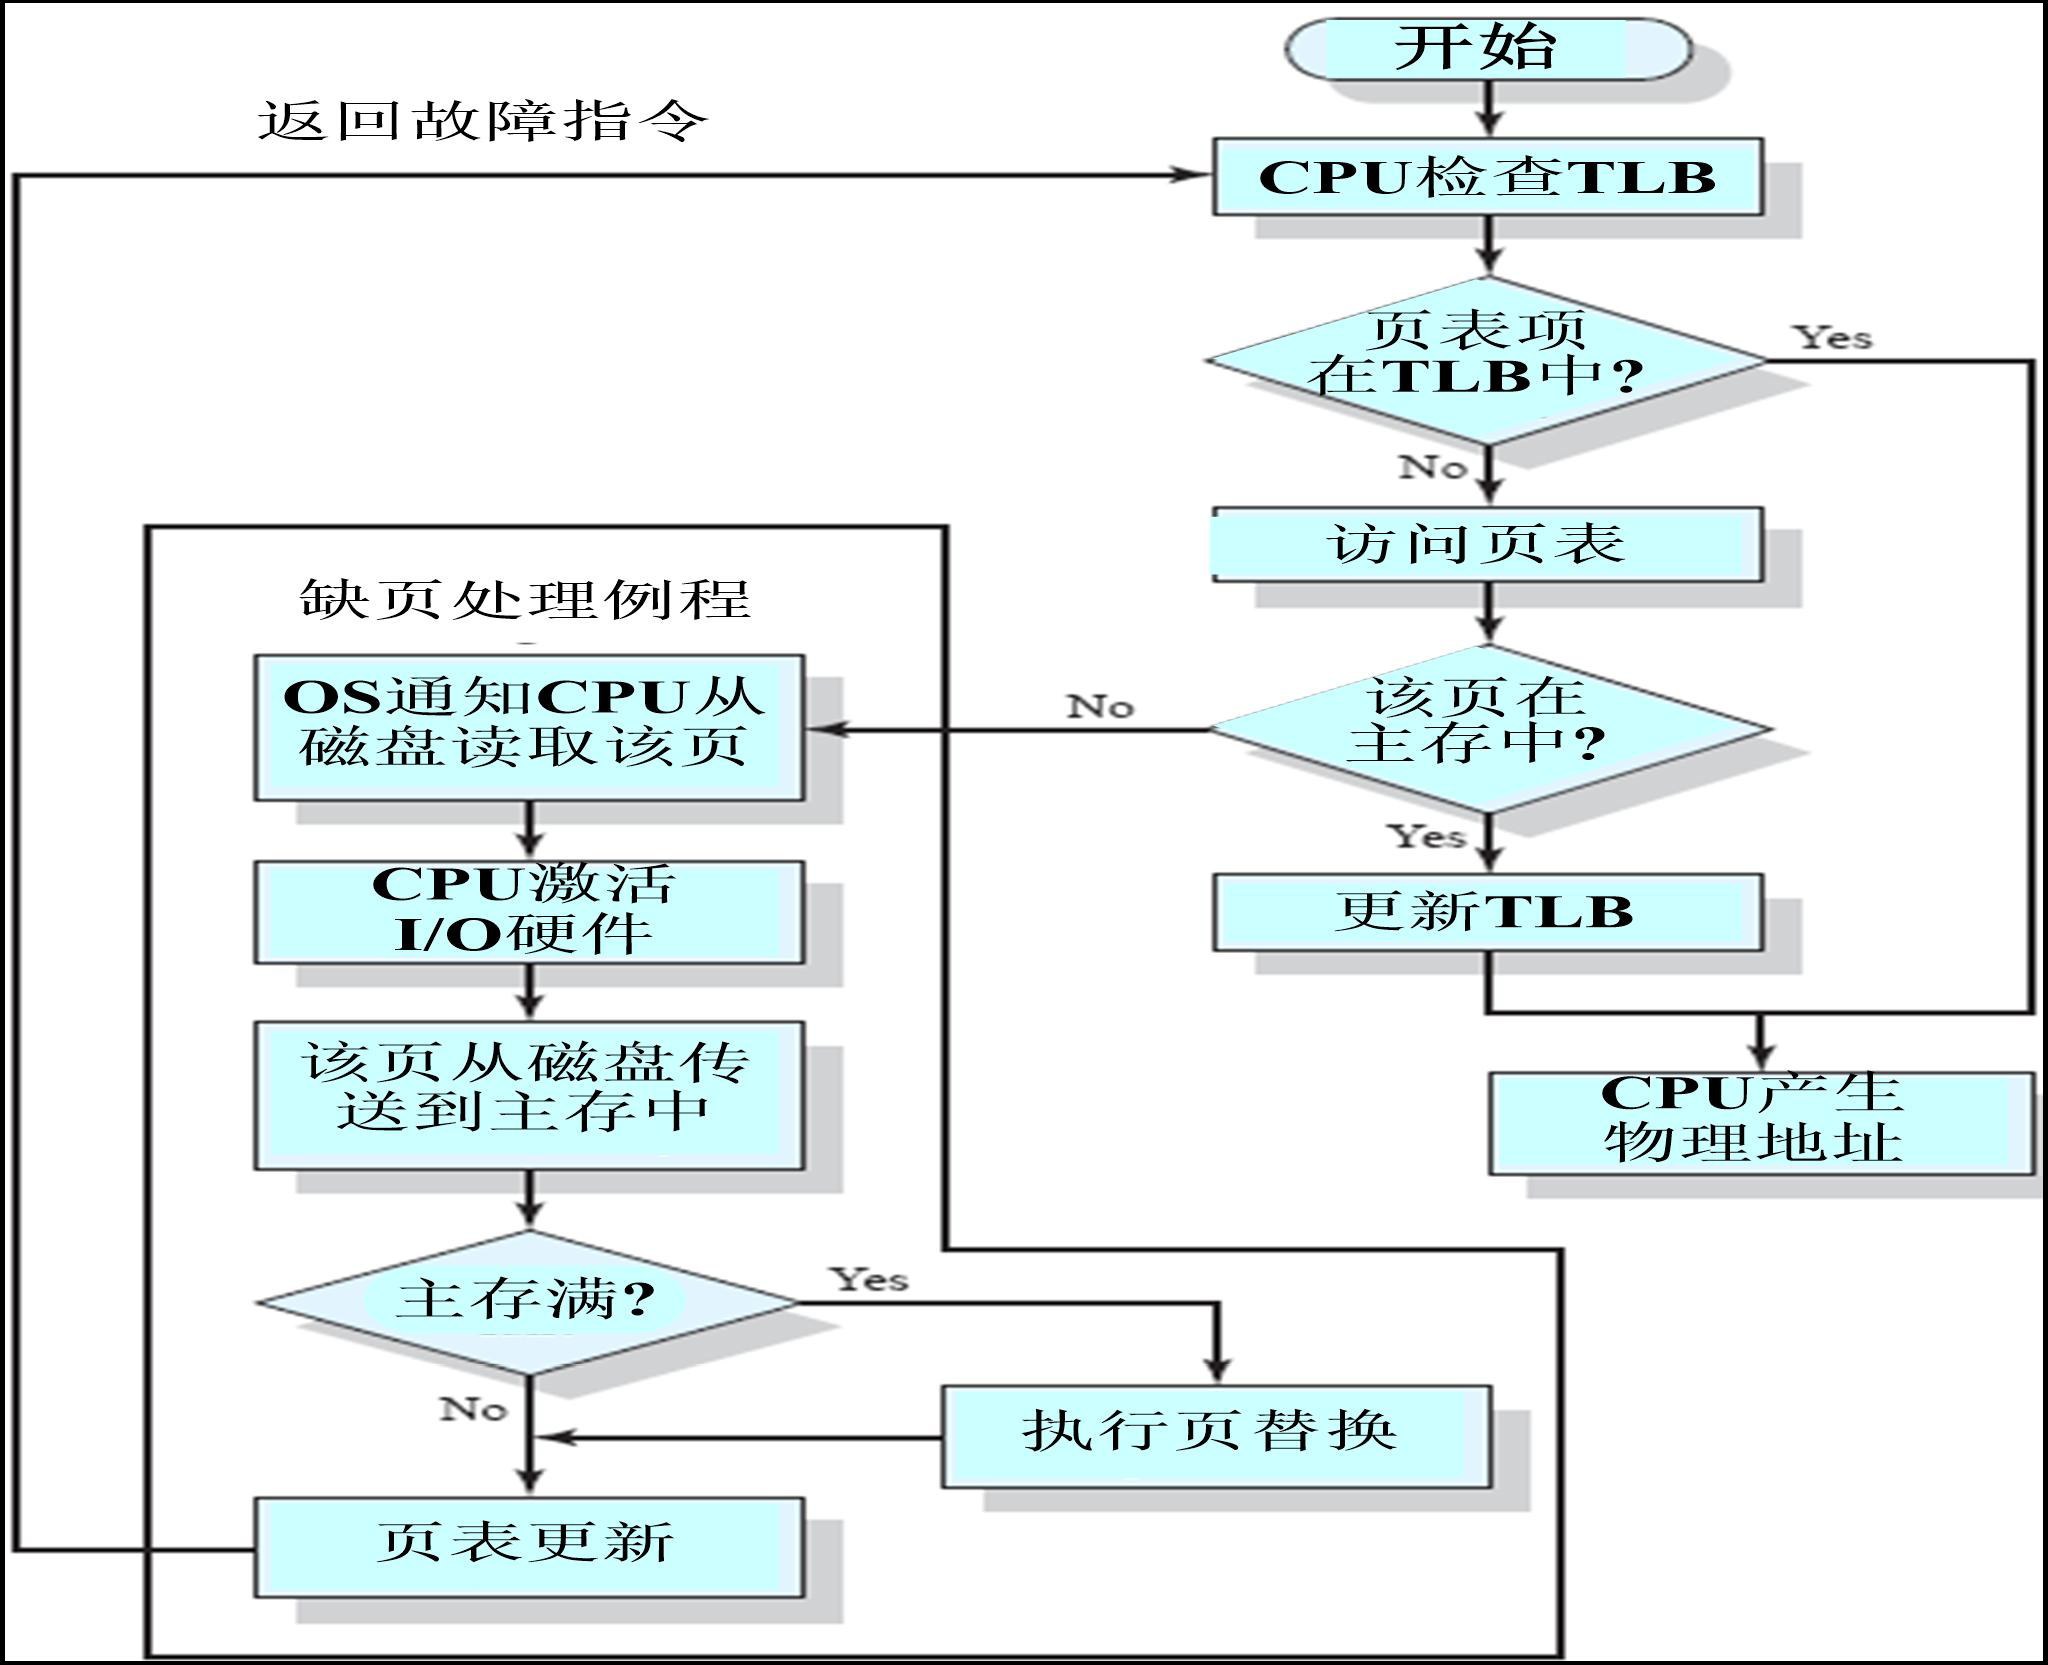 开始
返回故障指令
CPU检查TLB
页表项
在TLB中?
Yes
No
访问页表
缺页处理例程
该页在
主存中?
No
Yes
OS通知CPU从
磁盘读取该页
CPU激活
I/O硬件
更新TLB
该页从磁盘传
送到主存中
CPU产生
物理地址
主存满?
Yes
No
执行页替换
页表更新